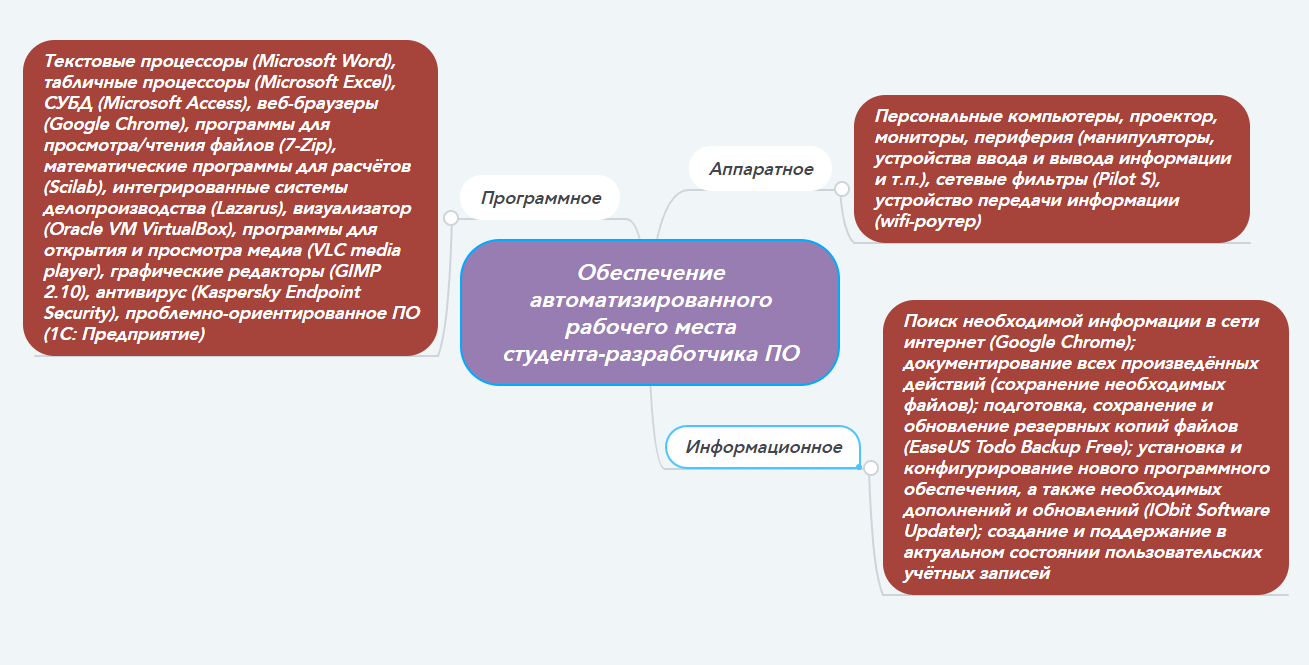 Текстовые процессоры (Microsoft Word),
табличные процессоры (Microsoft Excel),
СУБД (Microsoft Access), веб-браузеры
(Google Chrome), программы для
просмотра/чтения файлов (7-Zip),
математические программы для расчётов
(Scilab), интегрированные системы
делопроизводства (Lazarus), визуализатор
(Oracle VM VirtualBox), программы для
открытия и просмотра медиа (VLC media
player), графические редакторы (GIMP
2.10), антивирус (Kaspersky Endpoint
Security), проблемно-ориентированное ПО
(1С: Предприятие)
Программное
Аппаратное
Персональные компьютеры, проектор,
мониторы, периферия (манипуляторы,
устройства ввода и вывода информации
и т.п.), сетевые фильтры (Pilot S),
устройство передачи информации
(wifi-роутер)
Обеспечение
автоматизированного
рабочего места
студента-разработчика ПО
Информационное
Поиск необходимой информации в сети
интернет (Google Chrome);
документирование всех произведённых
действий (сохранение необходимых
файлов); подготовка, сохранение и
обновление резервных копий файлов
(EaseUS Todo Backup Free); установка и
конфигурирование нового программного
обеспечения, а также необходимых
дополнений и обновлений (IObit Software
Updater); создание и поддержание в
актуальном состоянии пользовательских
учётных записей